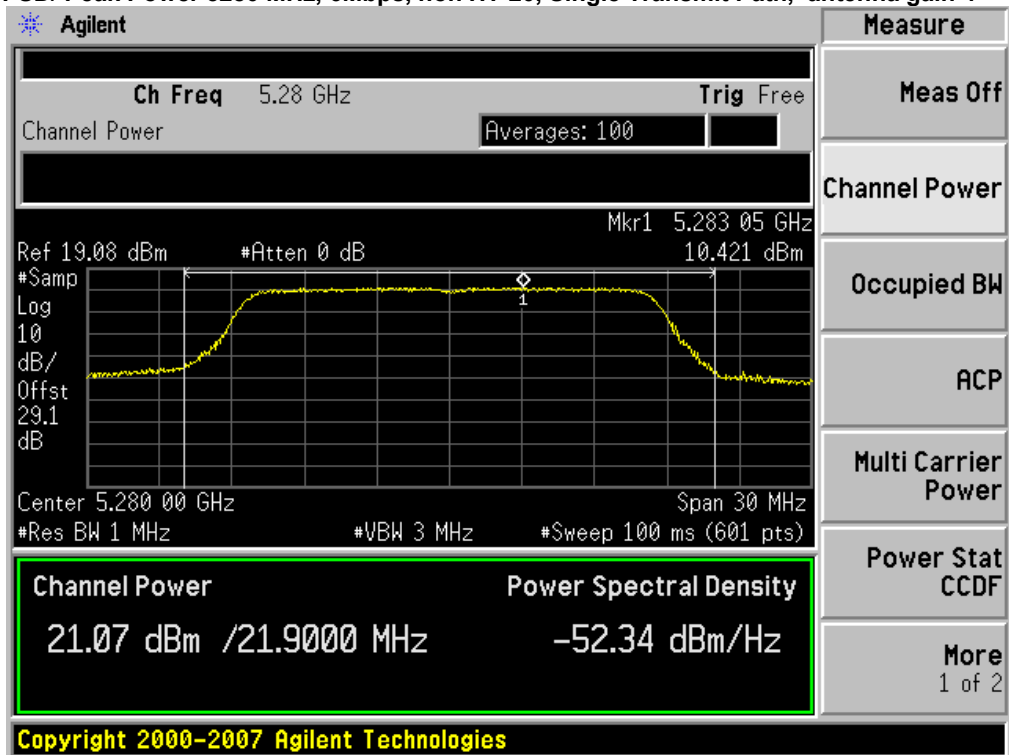 Agilent
Measure
Ch Freq 5.28 GHz Trig Free
Channel Power Averages: 100
Mkr1 5.283 05 GHz
Ref 19.08 dBm #Atten 0 dB 10.421 dBm
#Samp
Log
10
dB/
Offst
29.1
dB
1
Center 5.280 00 GHz Span 30 MHz
#Res BW 1 MHz #VBW 3 MHz #Sweep 100 ms (601 pts)
Channel Power Power Spectral Density
21.07 dBm /21.9000 MHz -52.34 dBm/Hz
Meas Off
Channel Power
Occupied BW
ACP
Multi Carrier
Power
Power Stat
CCDF
More
1 of 2
Copyright 2000-2007 Agilent Technologies